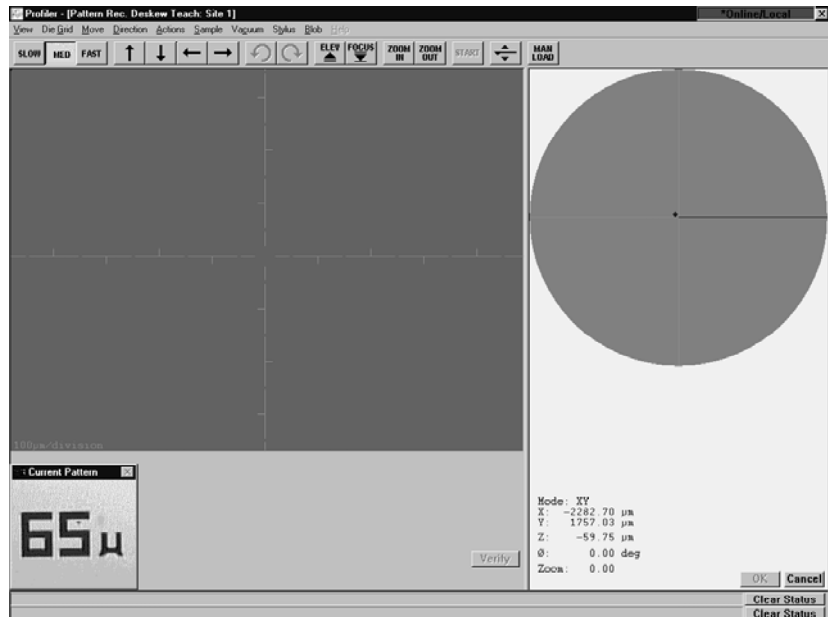 Profiler - [Pattern Rec. Deskew Teach: Site 1]
*Online/Local
View Die Grid Move Direction Actions Sample Vacuum Stylus Blob Help
SLOW MED FAST ELEV FOCUS ZOOM IN ZOOM OUT START MAN LOAD
100µm/division
Current Pattern
65µ
Verify
Mode: XY
X: -2282.70 µm
Y: 1757.03 µm
Z: -59.75 µm
Ø: 0.00 deg
Zoom: 0.00
OK Cancel
Clear Status
Clear Status